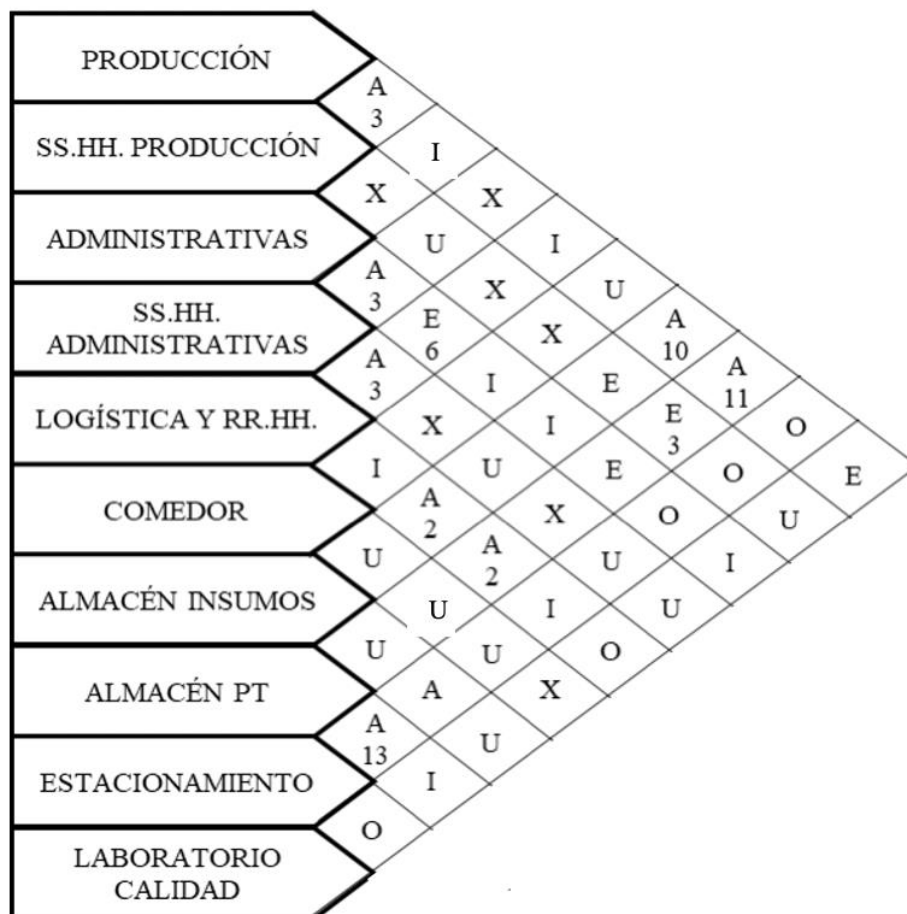 PRODUCCIÓN
SS.HH. PRODUCCIÓN
ADMINISTRATIVAS
SS.HH.
ADMINISTRATIVAS
LOGÍSTICA Y RR.HH.
COMEDOR
ALMACÉN INSUMOS
ALMACÉN PT
ESTACIONAMIENTO
LABORATORIO
CALIDAD
A
3
X
A
3
A
3
I
U
U
A
13
O
I
U
E
6
X
A
2
U
A
I
X
X
I
U
A
2
U
U
I
X
I
X
I
X
U
E
E
U
O
A
10
E
3
O
U
A
11
O
I
O
U
E